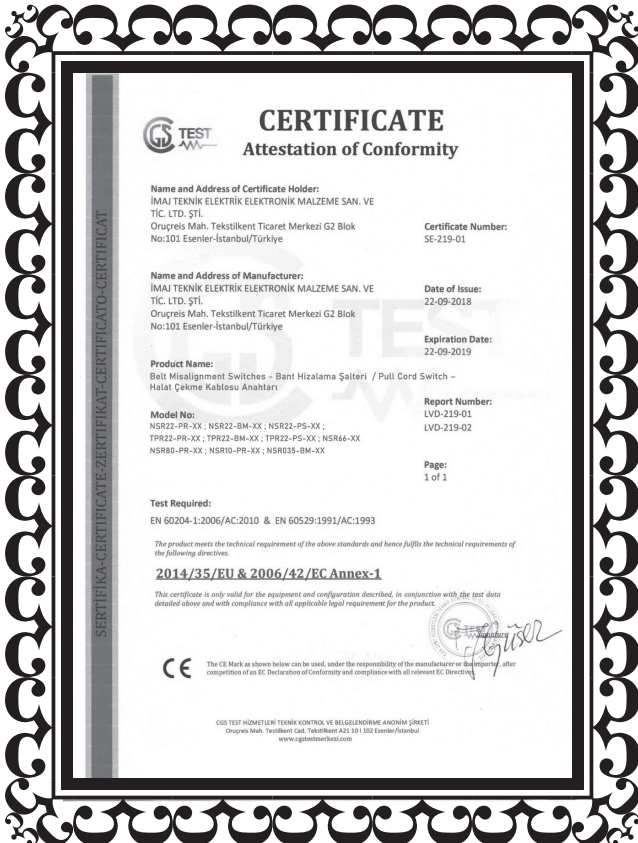 CGS TEST
CERTIFICATE
Attestation of Conformity
SERTİFİKA-CERTIFICATE-ZERTIFIKAT-CERTIFICATO-CERTIFICAT
Name and Address of Certificate Holder:
İMAJ TEKNİK ELEKTRİK ELEKTRONİK MALZEME SAN. VE
TİC. LTD. ŞTİ.
Oruçreis Mah. Tekstilkent Ticaret Merkezi G2 Blok
No:101 Esenler-İstanbul/Türkiye
Certificate Number:
SE-219-01
Name and Address of Manufacturer:
İMAJ TEKNİK ELEKTRİK ELEKTRONİK MALZEME SAN. VE
TİC. LTD. ŞTİ.
Oruçreis Mah. Tekstilkent Ticaret Merkezi G2 Blok
No:101 Esenler-İstanbul/Türkiye
Date of Issue:
22-09-2018
Expiration Date:
22-09-2019
Product Name:
Belt Misalignment Switches – Bant Hizalama Şalteri / Pull Cord Switch –
Halat Çekme Kablosu Anahtarı
Report Number:
LVD-219-01
LVD-219-02
Model No:
NSR22-PR-XX ; NSR22-BM-XX ; NSR22-PS-XX ;
TPR22-PR-XX ; TPR22-BM-XX ; TPR22-PS-XX ; NSR66-XX
NSR80-PR-XX ; NSR10-PR-XX ; NSR035-BM-XX
Page:
1 of 1
Test Required:
EN 60204-1:2006/AC:2010 & EN 60529:1991/AC:1993
The product meets the technical requirement of the above standards and hence fulfils the technical requirements of
the following directives.
2014/35/EU & 2006/42/EC Annex-1
This certificate is only valid for the equipment and configuration described, in conjunction with the test data
detailed above and with compliance with all applicable legal requirement for the product.
Signature
CE
The CE Mark as shown below can be used, under the responsibility of the manufacturer or the importer, after
competition of an EC Declaration of Conformity and compliance with all relevant EC Directives.
CGS TEST HİZMETLERİ TEKNİK KONTROL VE BELGELENDİRME ANONİM ŞİRKETİ
Oruçreis Mah. Testilkent Cad. Tekstilkent A21 10 I 102 Esenler/İstanbul
www.cgstestmerkezi.com